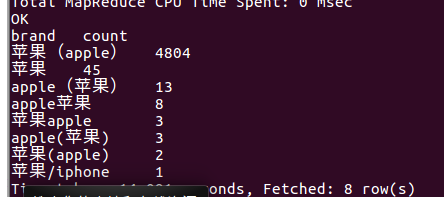 Total MapReduce CPU Time Spent: 0 msec
OK
brand count
苹果（apple） 4804
苹果 45
apple（苹果） 13
apple苹果 8
苹果apple 3
apple(苹果) 3
苹果(apple) 2
苹果/iphone 1
onds, Fetched: 8 row(s)